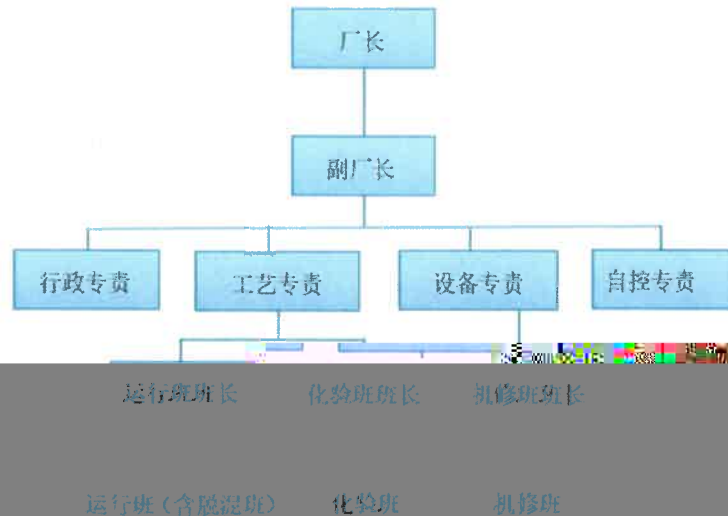 厂长
副厂长
行政专责 工艺专责 设备专责 自控专责
运行班班长 化验班班长 机修班班长
运行班（含脱泥班） 化验班 机修班